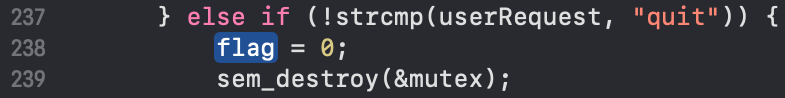 237 } else if (!strcmp(userRequest, "quit")) {
238 flag = 0;
239 sem_destroy(&mutex);